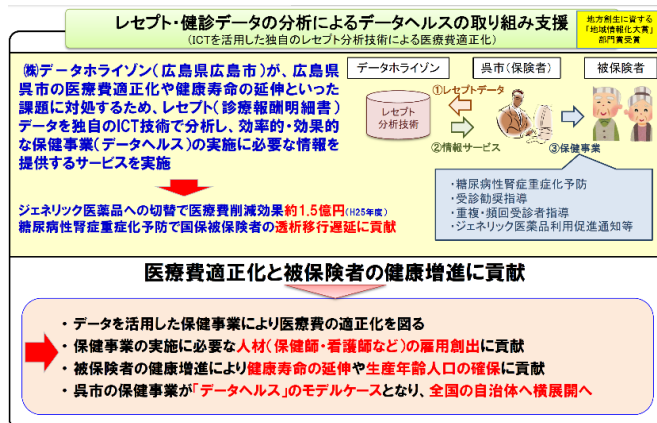 レセプト・健診データの分析によるデータヘルスの取り組み支援
(ICTを活用した独自のレセプト分析技術による医療費適正化)
地方創生に資する
「地域情報化大賞」
部門賞受賞
㈱データホライゾン(広島県広島市)が、広島県
呉市の医療費適正化や健康寿命の延伸といった
課題に対処するため、レセプト(診療報酬明細書)
データを独自のICT技術で分析し、効率的・効果的
な保健事業(データヘルス)の実施に必要な情報を
提供するサービスを実施
ジェネリック医薬品への切替で医療費削減効果約1.5億円(H25年度)
糖尿病性腎症重症化予防で国保被保険者の透析移行遅延に貢献
データホライゾン
呉市(保険者)
被保険者
①レセプトデータ
レセプト
分析技術
②情報サービス
③保健事業
・糖尿病性腎症重症化予防
・受診勧奨指導
・重複・頻回受診者指導
・ジェネリック医薬品利用促進通知等
医療費適正化と被保険者の健康増進に貢献
・データを活用した保健事業により医療費の適正化を図る
・保健事業の実施に必要な人材(保健師・看護師など)の雇用創出に貢献
・被保険者の健康増進により健康寿命の延伸や生産年齢人口の確保に貢献
・呉市の保健事業が「データヘルス」のモデルケースとなり、全国の自治体へ横展開へ